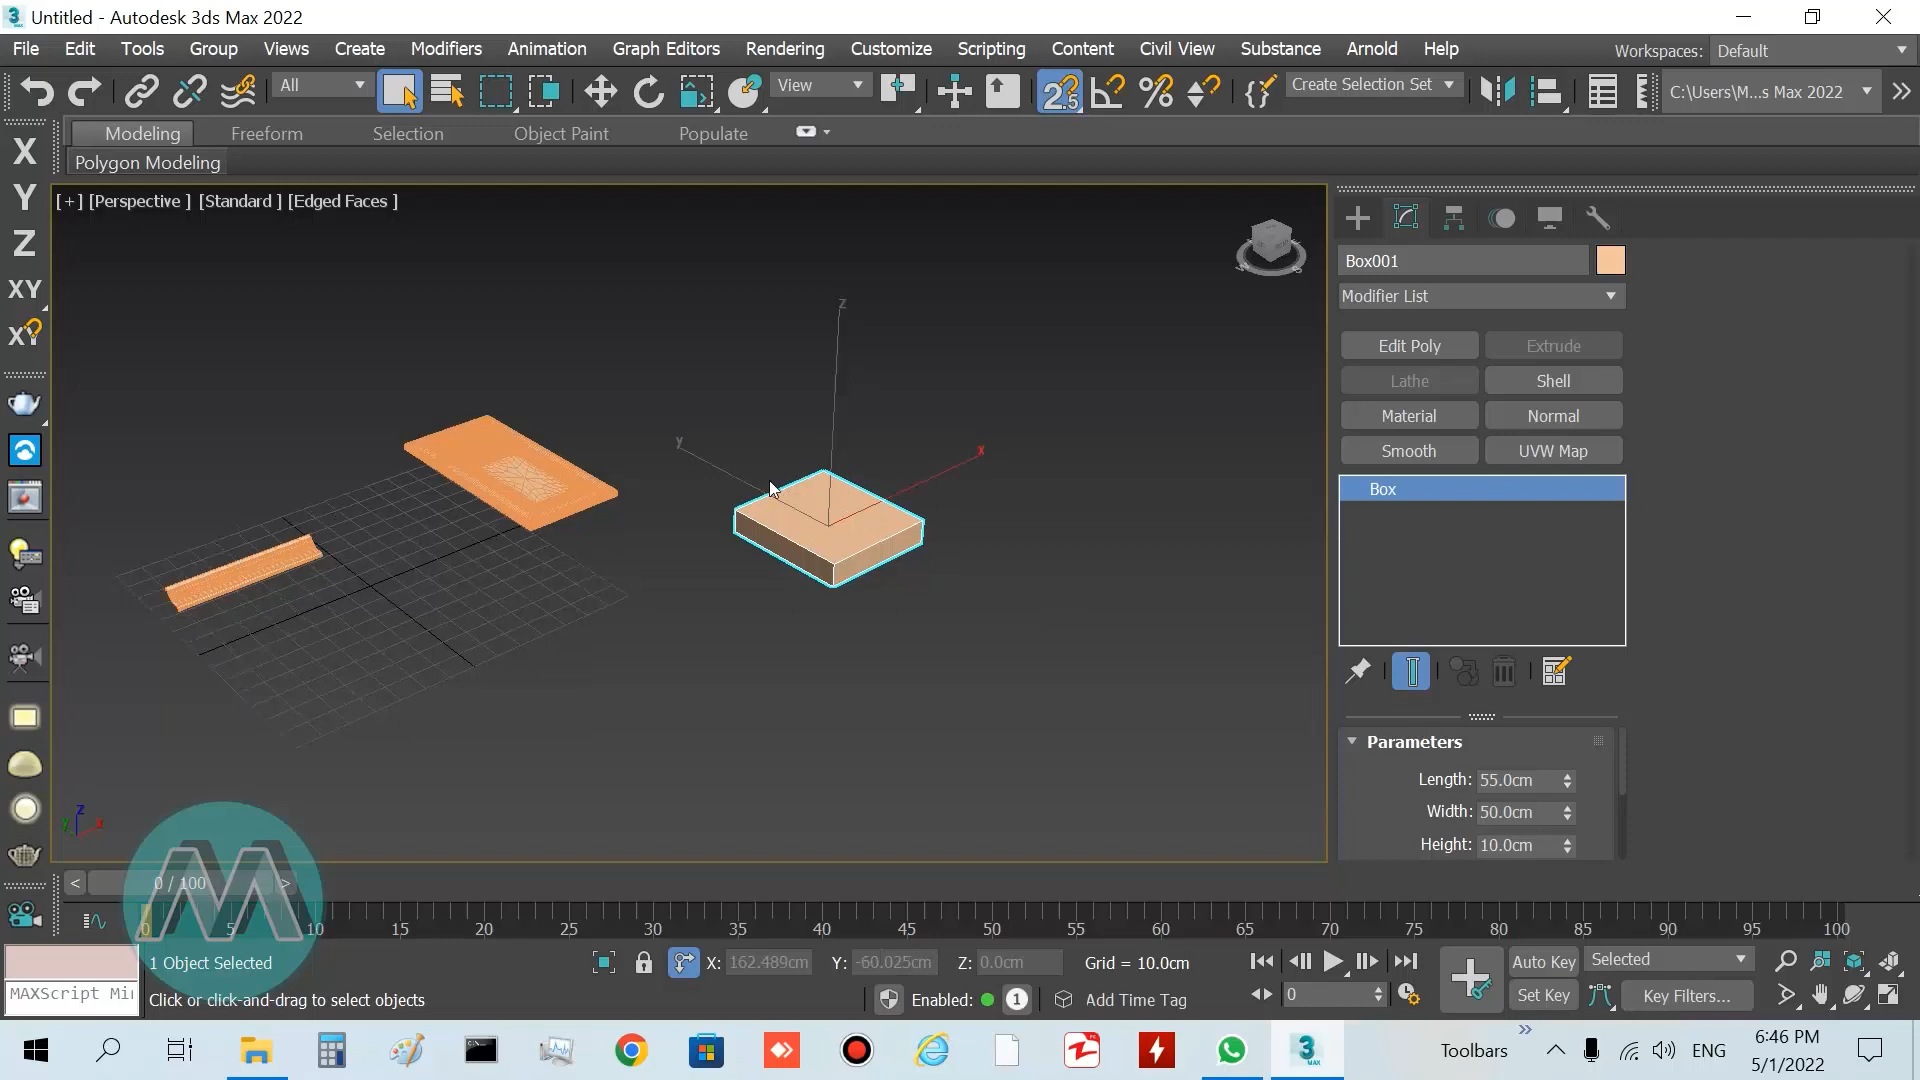 Untitled - Autodesk 3ds Max 2022
File Edit Tools Group Views Create Modifiers Animation Graph Editors Rendering Customize Scripting Content Civil View Substance Arnold Help Workspaces: Default
All View Create Selection Set C:\Users\M...s Max 2022
Modeling Freeform Selection Object Paint Populate
Polygon Modeling
X
Y
Z
XY
XY
[ + ] [Perspective ] [Standard ] [Edged Faces ]
z
y
x
Box001
Modifier List
Edit Poly Extrude
Lathe Shell
Material Normal
Smooth UVW Map
Box
Parameters
Length: 55.0cm
Width: 50.0cm
Height: 10.0cm
z
y x
< 0 / 100 >
0 5 10 15 20 25 30 35 40 45 50 55 60 65 70 75 80 85 90 95 100
1 Object Selected X: 162.489cm Y: -60.025cm Z: 0.0cm Grid = 10.0cm Auto Key Selected
MAXScript Mi Click or click-and-drag to select objects Enabled: 1 Add Time Tag 0 Set Key Key Filters...
Toolbars ENG 6:46 PM
5/1/2022